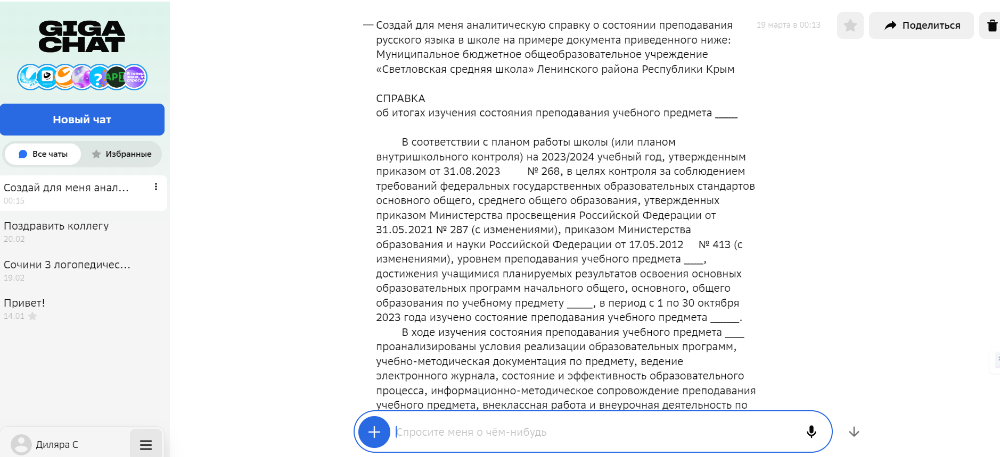 GIGA
CHAT
Новый чат
Все чаты
Избранные
Создай для меня анал...
00:15
Поздравить коллегу
20.02
Сочини 3 логопедичес...
19.02
Привет!
14.01
Диляра С
— Создай для меня аналитическую справку о состоянии преподавания
русского языка в школе на примере документа приведенного ниже:
Муниципальное бюджетное общеобразовательное учреждение
«Светловская средняя школа» Ленинского района Республики Крым
СПРАВКА
об итогах изучения состояния преподавания учебного предмета _______
В соответствии с планом работы школы (или планом
внутришкольного контроля) на 2023/2024 учебный год, утвержденным
приказом от 31.08.2023 № 268, в целях контроля за соблюдением
требований федеральных государственных образовательных стандартов
основного общего, среднего общего образования, утвержденных
приказом Министерства просвещения Российской Федерации от
31.05.2021 № 287 (с изменениями), приказом Министерства
образования и науки Российской Федерации от 17.05.2012 № 413 (с
изменениями), уровнем преподавания учебного предмета ______,
достижения учащимися планируемых результатов освоения основных
образовательных программ начального общего, основного, общего
образования по учебному предмету ________, в период с 1 по 30 октября
2023 года изучено состояние преподавания учебного предмета _________.
В ходе изучения состояния преподавания учебного предмета ______
проанализированы условия реализации образовательных программ,
учебно-методическая документация по предмету, ведение
электронного журнала, состояние и эффективность образовательного
процесса, информационно-методическое сопровождение преподавания
учебного предмета, внеклассная работа и внеурочная деятельность по
19 марта в 00:13
Поделиться
Спросите меня о чём-нибудь